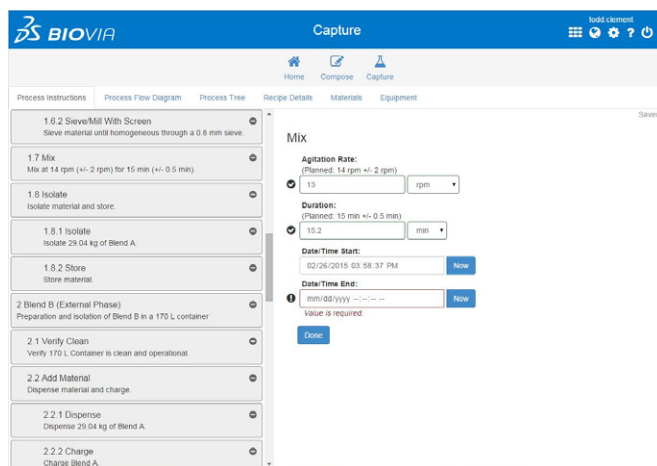 3S BIOVIA
Capture
todd.clement
?
Home
Compose
Capture
Process Instructions
Process Flow Diagram
Process Tree
Recipe Details
Materials
Equipment
Saved
1.6.2 Sieve/Mill With Screen
Sieve material until homogeneous through a 0.8 mm sieve.
1.7 Mix
Mix at 14 rpm (+/- 2 rpm) for 15 min (+/- 0.5 min).
1.8 Isolate
Isolate material and store.
1.8.1 Isolate
Isolate 29.04 kg of Blend A.
1.8.2 Store
Store material.
2 Blend B (External Phase)
Preparation and isolation of Blend B in a 170 L container
2.1 Verify Clean
Verify 170 L Container is clean and operational.
2.2 Add Material
Dispense material and charge.
2.2.1 Dispense
Dispense 29.04 kg of Blend A.
2.2.2 Charge
Charge Blend A.
Mix
Agitation Rate:
(Planned: 14 rpm +/- 2 rpm)
13 rpm
Duration:
(Planned: 15 min +/- 0.5 min)
15.2 min
Date/Time Start:
02/26/2015 03:58:37 PM Now
Date/Time End:
mm/dd/yyyy --:--:-- -- Now
Value is required.
Done